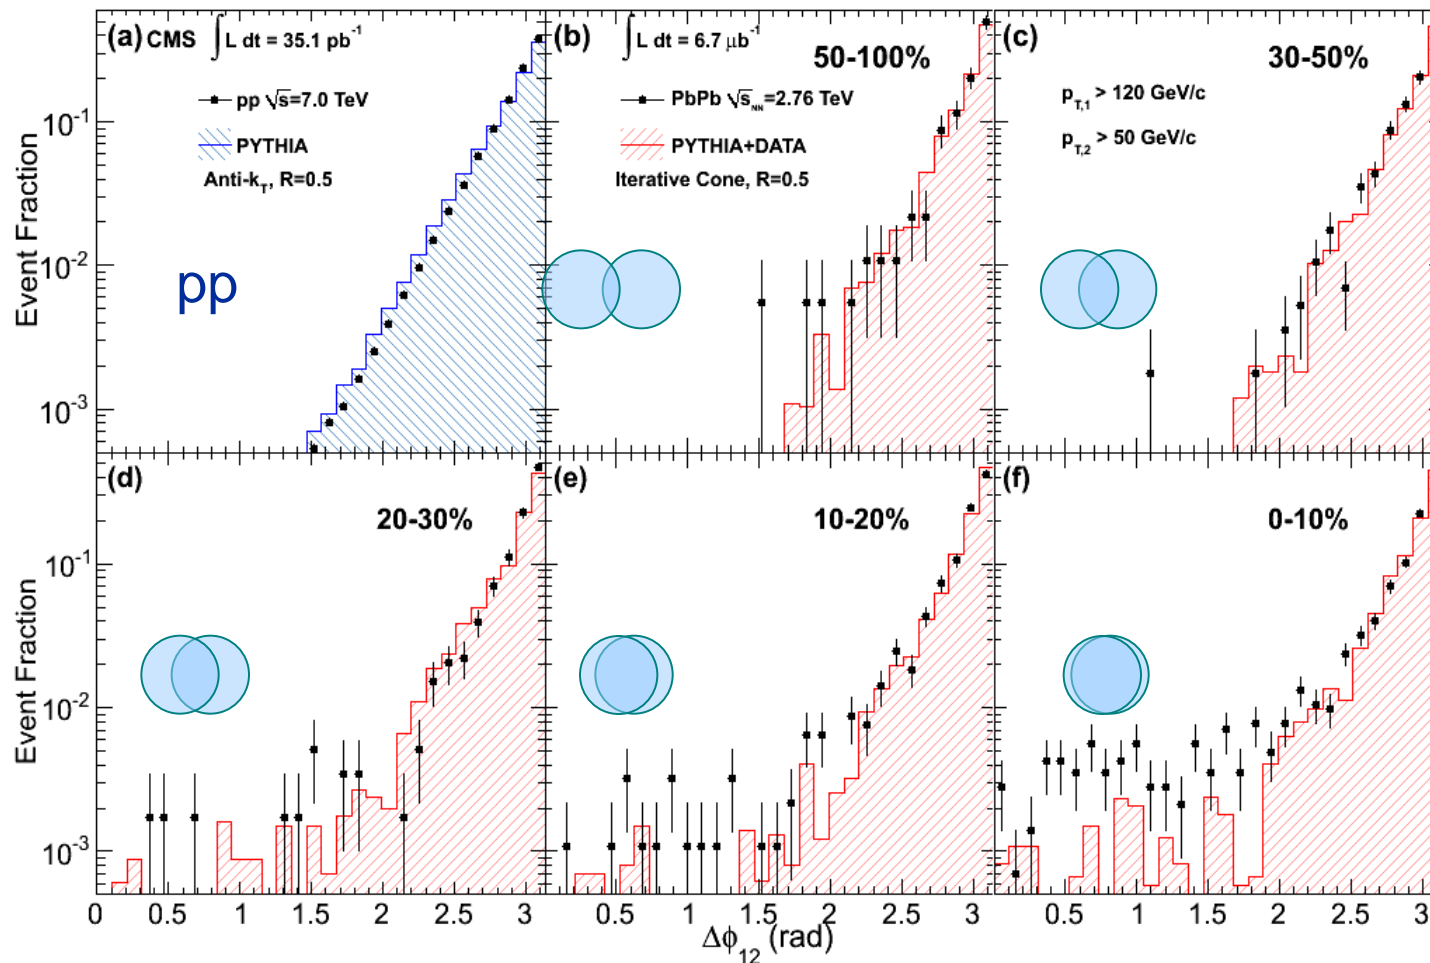 (a) CMS ∫ L dt = 35.1 pb⁻¹
pp √s=7.0 TeV
PYTHIA
Anti-k_T, R=0.5
pp
(b) ∫ L dt = 6.7 μb⁻¹
50-100%
PbPb √s_NN=2.76 TeV
PYTHIA+DATA
Iterative Cone, R=0.5
(c)
30-50%
p_T,1 > 120 GeV/c
p_T,2 > 50 GeV/c
Event Fraction
10⁻¹
10⁻²
10⁻³
(d)
20-30%
(e)
10-20%
(f)
0-10%
Event Fraction
10⁻¹
10⁻²
10⁻³
0 0.5 1 1.5 2 2.5 3 0.5 1 1.5 2 2.5 3 0.5 1 1.5 2 2.5 3
Δϕ₁₂ (rad)